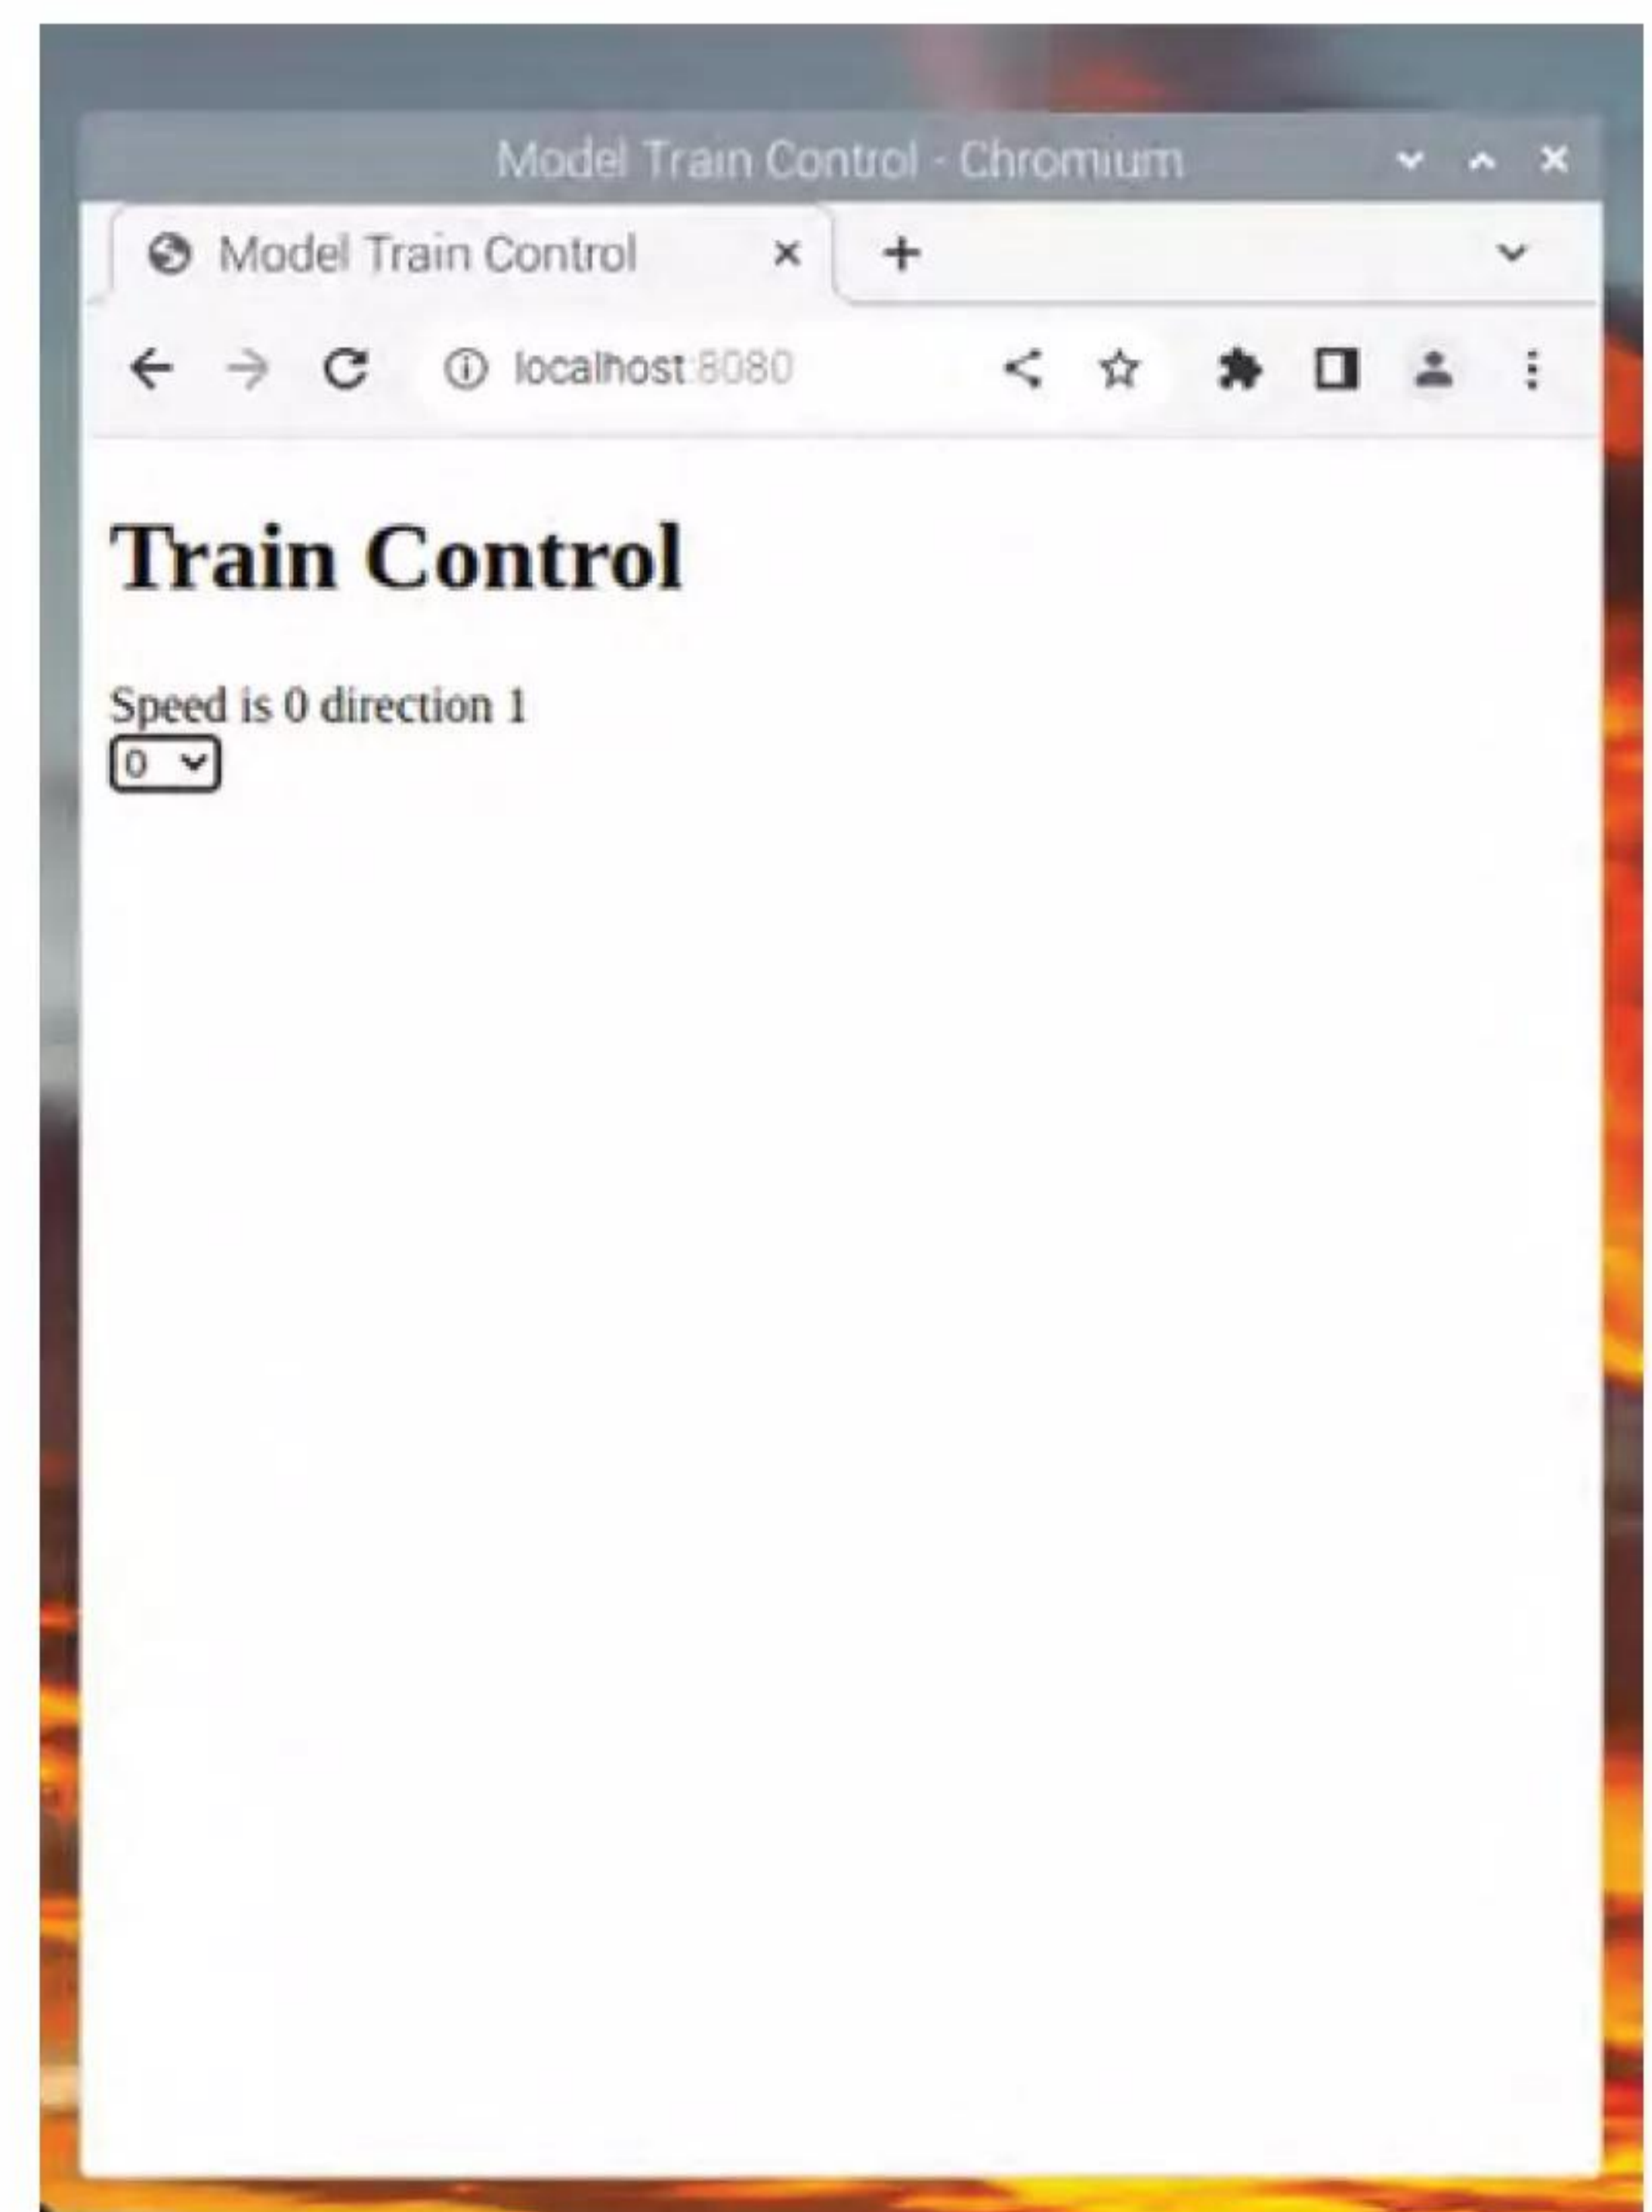 Model Train Control - Chromium
Model Train Control
localhost:8080
Train Control
Speed is 0 direction 1
0